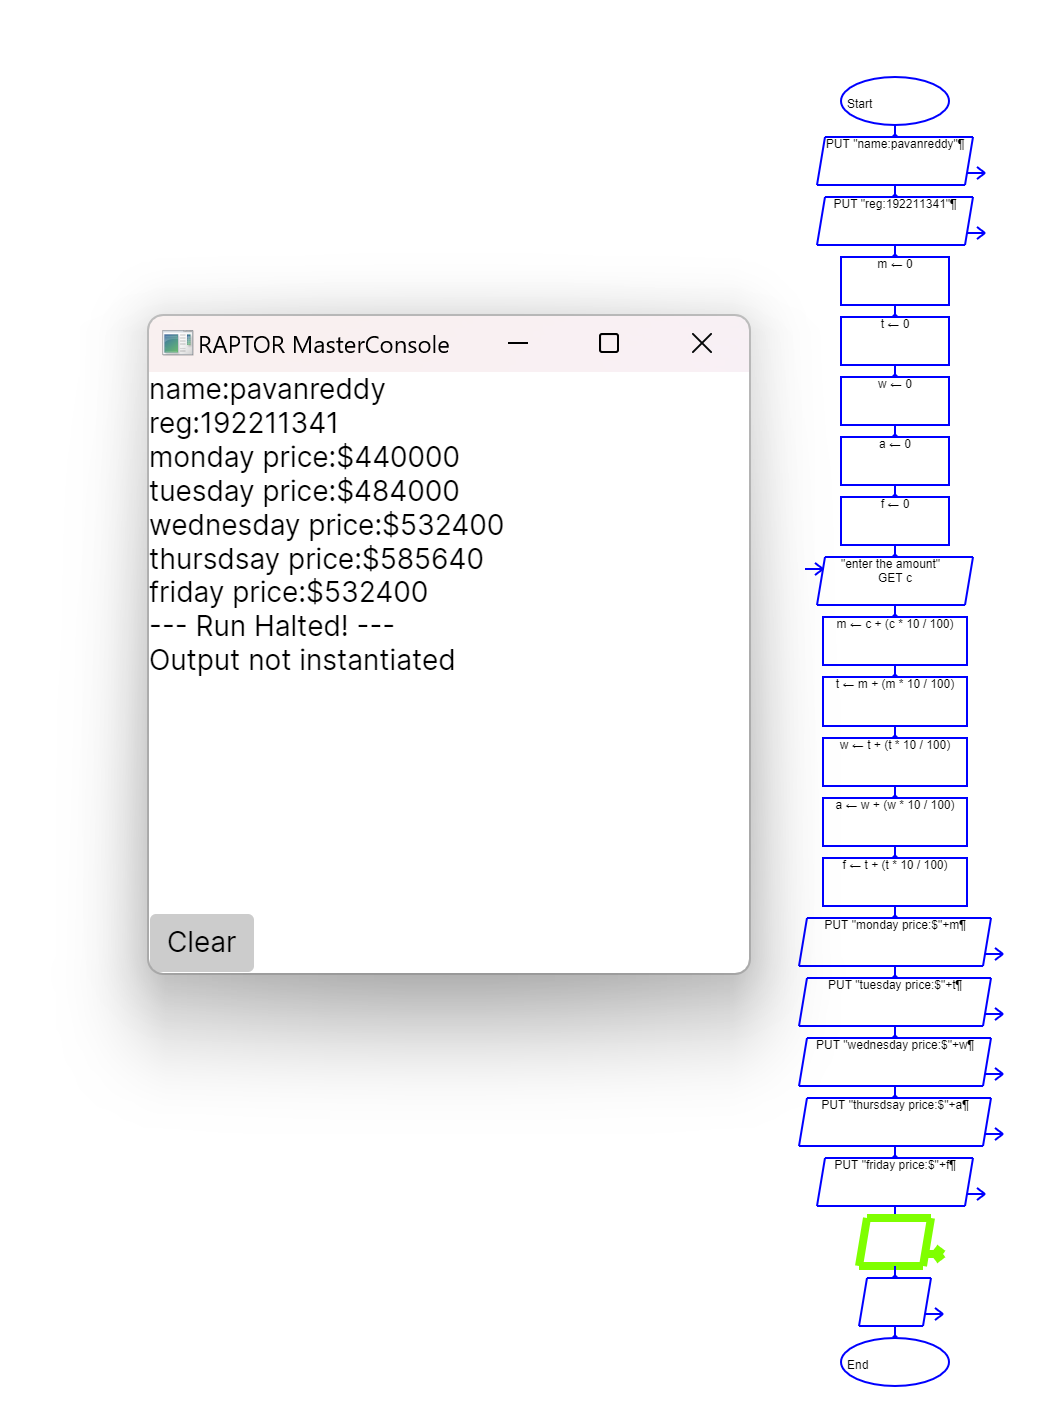 RAPTOR MasterConsole
name:pavanreddy
reg:192211341
monday price:$440000
tuesday price:$484000
wednesday price:$532400
thursdsay price:$585640
friday price:$532400
--- Run Halted! ---
Output not instantiated
Clear
Start
PUT "name:pavanreddy"¶
PUT "reg:192211341"¶
m ← 0
t ← 0
w ← 0
a ← 0
f ← 0
"enter the amount"
GET c
m ← c + (c * 10 / 100)
t ← m + (m * 10 / 100)
w ← t + (t * 10 / 100)
a ← w + (w * 10 / 100)
f ← t + (t * 10 / 100)
PUT "monday price:$"+m¶
PUT "tuesday price:$"+t¶
PUT "wednesday price:$"+w¶
PUT "thursdsay price:$"+a¶
PUT "friday price:$"+f¶
End